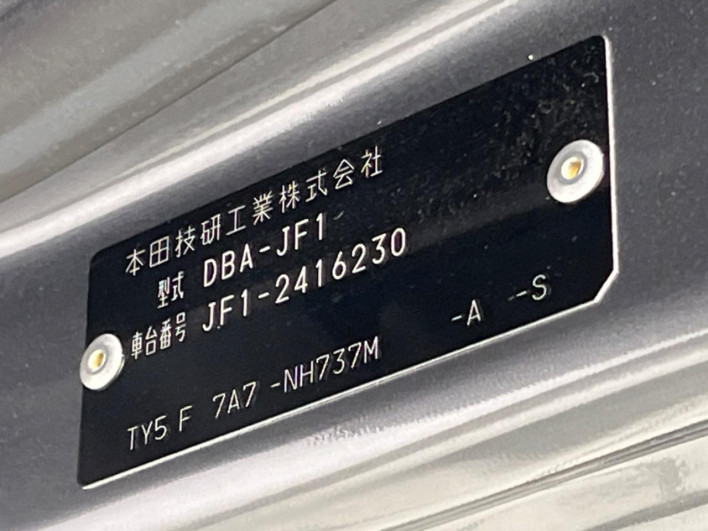 本田技研工業株式会社
型式 DBA-JF1
車台番号 JF1-2416230
TY5 F 7A7 -NH737M -A -S